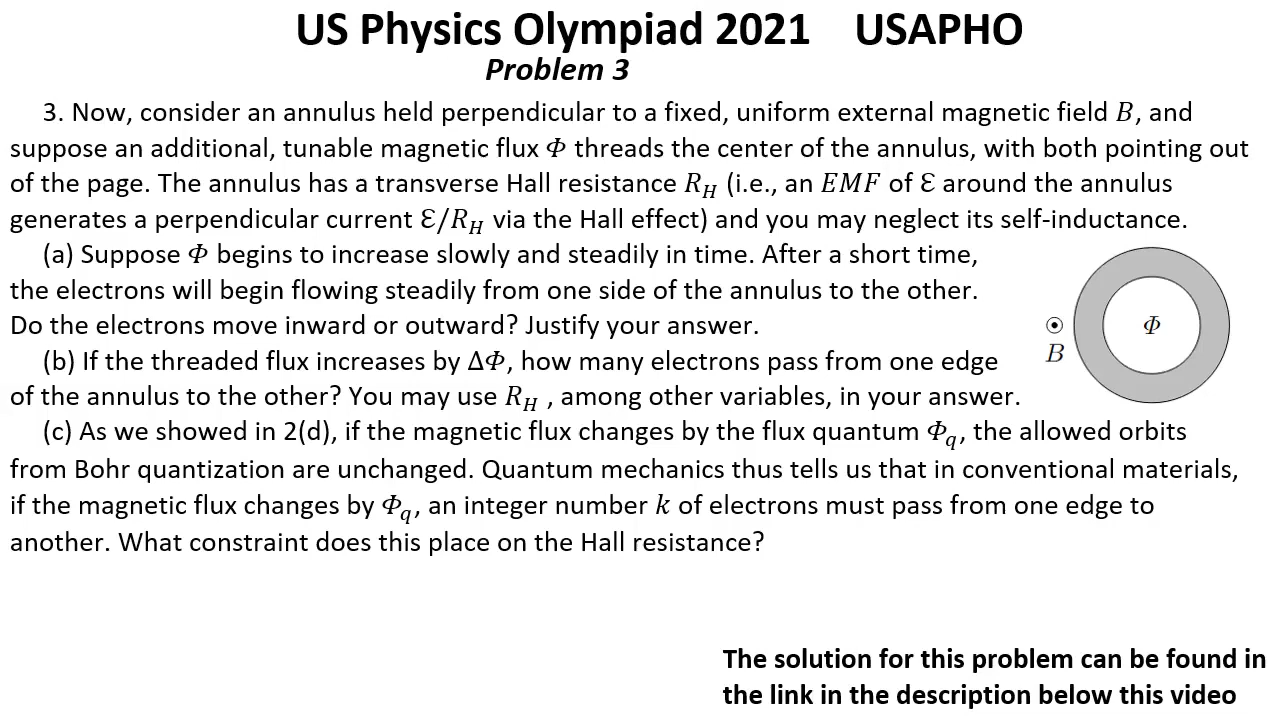 US Physics Olympiad 2021 USAPHO
Problem 3
3. Now, consider an annulus held perpendicular to a fixed, uniform external magnetic field B, and
suppose an additional, tunable magnetic flux Φ threads the center of the annulus, with both pointing out
of the page. The annulus has a transverse Hall resistance R_H (i.e., an EMF of Ɛ around the annulus
generates a perpendicular current Ɛ/R_H via the Hall effect) and you may neglect its self-inductance.
(a) Suppose Φ begins to increase slowly and steadily in time. After a short time,
the electrons will begin flowing steadily from one side of the annulus to the other.
Do the electrons move inward or outward? Justify your answer.
(b) If the threaded flux increases by ΔΦ, how many electrons pass from one edge
of the annulus to the other? You may use R_H , among other variables, in your answer.
(c) As we showed in 2(d), if the magnetic flux changes by the flux quantum Φ_q, the allowed orbits
from Bohr quantization are unchanged. Quantum mechanics thus tells us that in conventional materials,
if the magnetic flux changes by Φ_q, an integer number k of electrons must pass from one edge to
another. What constraint does this place on the Hall resistance?
Φ
B
The solution for this problem can be found in
the link in the description below this video